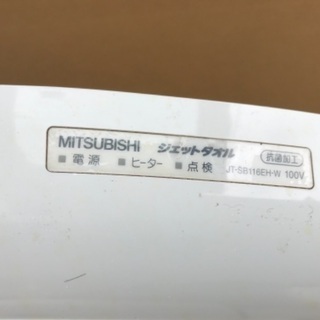 MITSUBISHI ジェットタオル 抗菌加工
■ 電源 ■ ヒーター ■ 点検 JT-SB116EH-W 100V